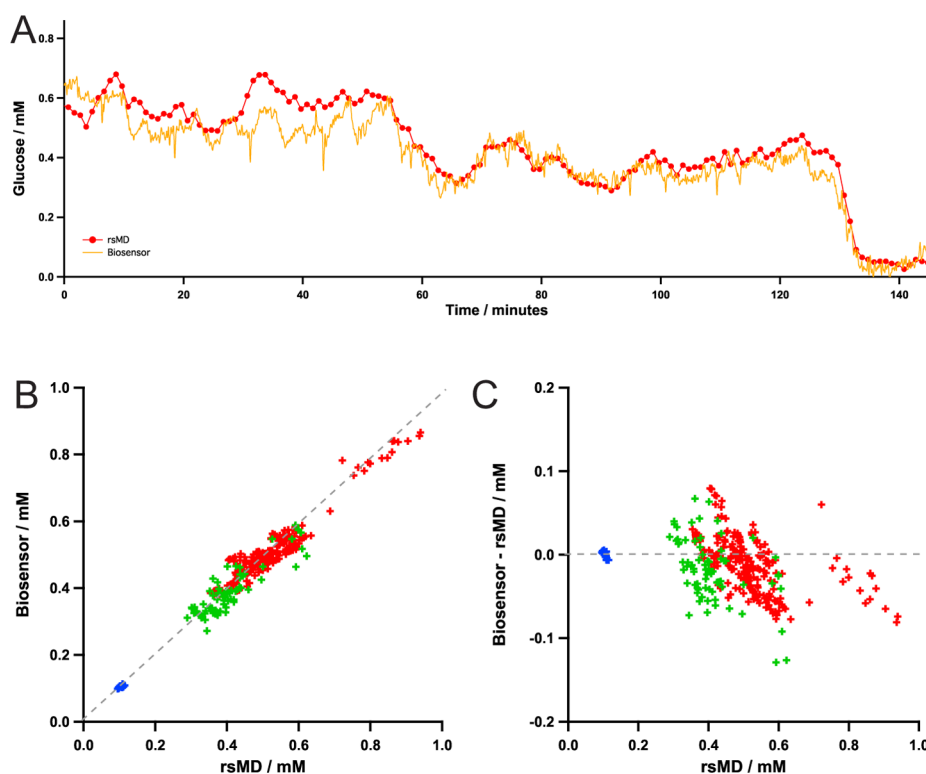 A
Glucose / mM
0.8
0.6
0.4
0.2
0.0
rsMD
Biosensor
0 20 40 60 80 100 120 140
Time / minutes
B
Biosensor / mM
1.0
0.8
0.6
0.4
0.2
0.0
0.0 0.2 0.4 0.6 0.8 1.0
rsMD / mM
C
Biosensor - rsMD / mM
0.2
0.1
0.0
-0.1
-0.2
0.0 0.2 0.4 0.6 0.8 1.0
rsMD / mM